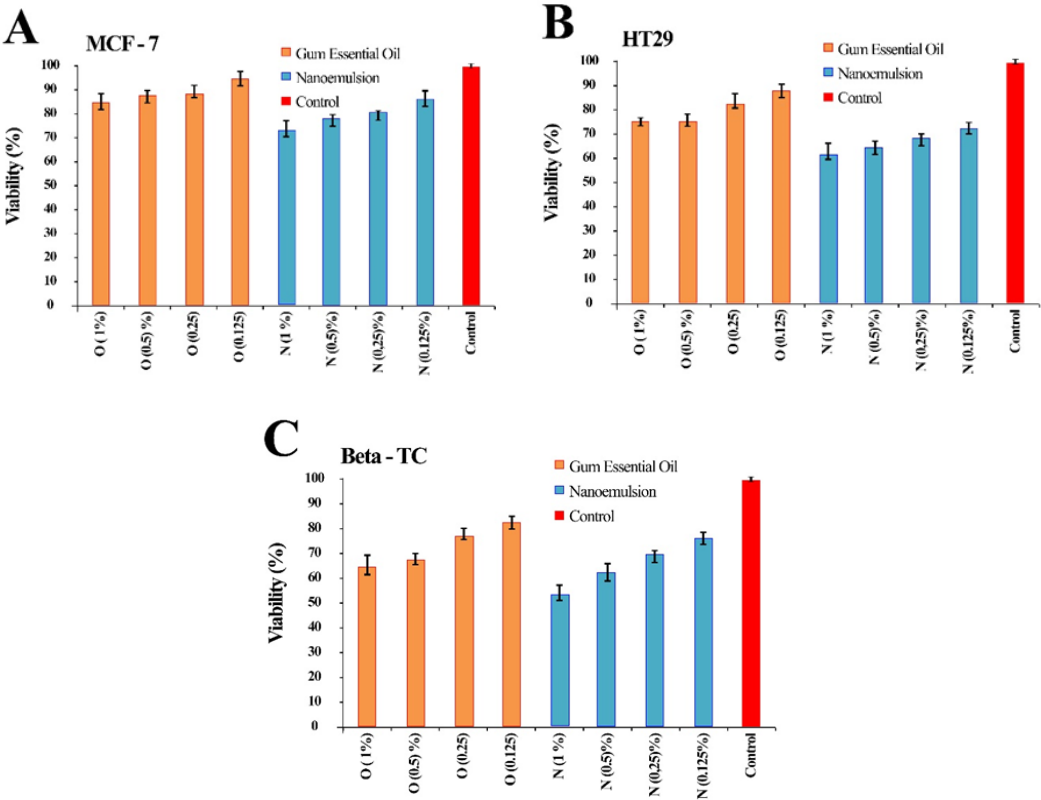 A
MCF - 7
Gum Essential Oil
Nanoemulsion
Control
Viability (%)
100
90
80
70
60
50
40
30
20
10
0
O ( 1%)
O (0.5) %)
O (0.25)
O (0.125)
N (1 %)
N (0.5)%)
N (0,25)%)
N (0.125%)
Control
B
HT29
Gum Essential Oil
Nanocmulsion
Control
Viability (%)
100
90
80
70
60
50
40
30
20
10
0
O ( 1%)
O (0.5) %)
O (0.25)
O (0.125)
N (1 %)
N (0.5)%)
N (0,25)%)
N (0.125%)
Control
C
Beta - TC
Gum Essential Oil
Nanoemulsion
Control
Viability (%)
100
90
80
70
60
50
40
30
20
10
0
O ( 1%)
O (0.5) %)
O (0.25)
O (0.125)
N (1 %)
N (0.5)%)
N (0,25)%)
N (0.125%)
Control